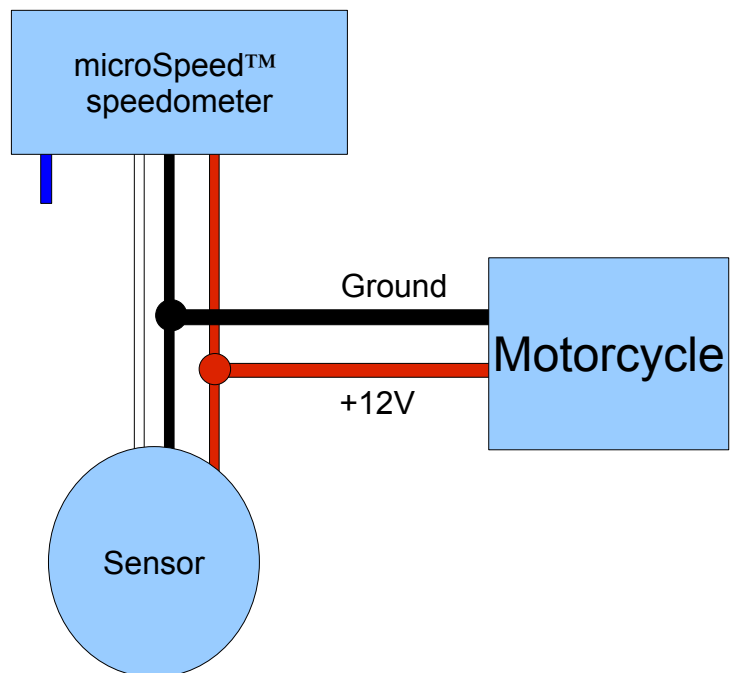 microSpeed™
speedometer
Ground
Motorcycle
+12V
Sensor